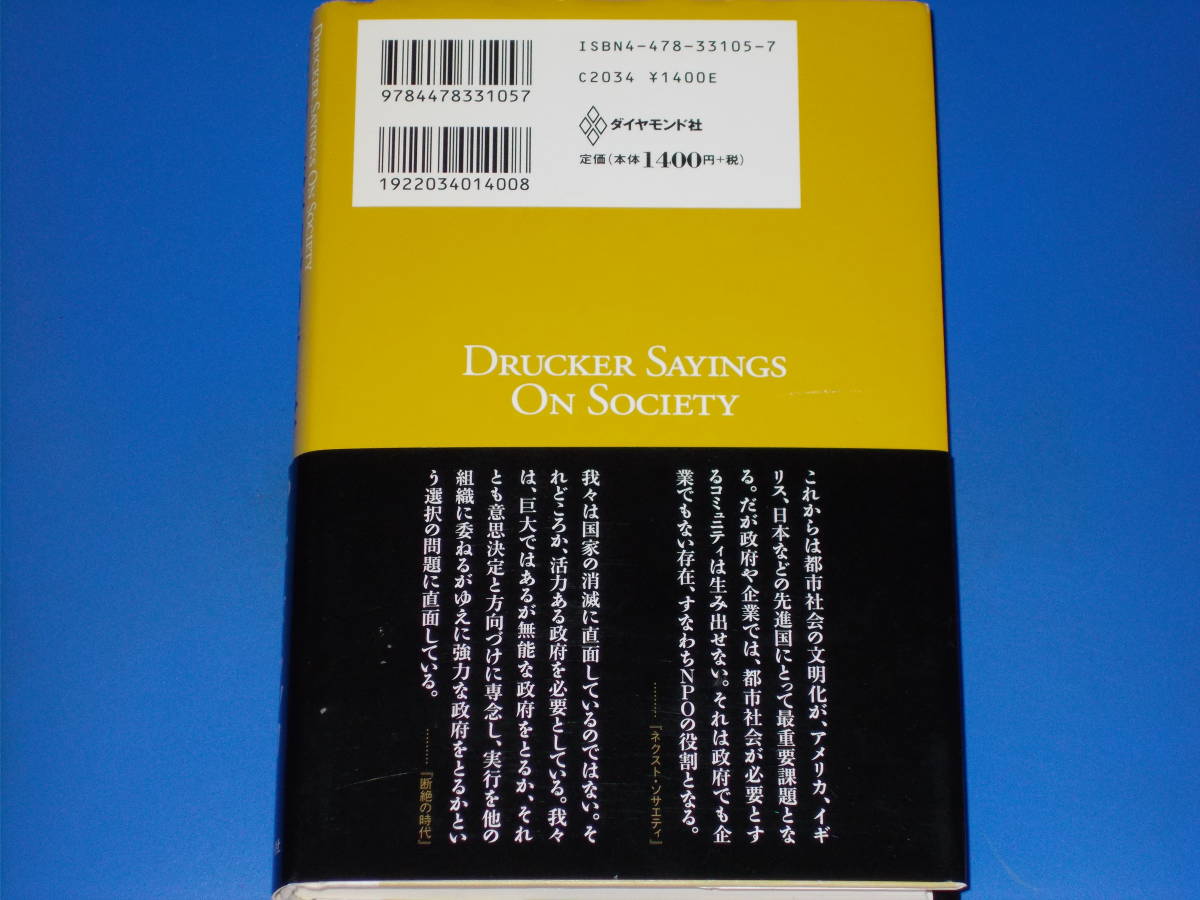 DRUCKER SAYINGS ON SOCIETY
ISBN4-478-33105-7
C2034 ¥1400E
9784478331057
ダイヤモンド社
定価(本体1400円+税)
1922034014008
DRUCKER SAYINGS
ON SOCIETY
これからは都市社会の文明化が、アメリカ、イギ
リス、日本などの先進国にとって最重要課題とな
る。だが政府や企業では、都市社会が必要とす
るコミュニティは生み出せない。それは政府でも企
業でもない存在、すなわちNPOの役割となる。
………『ネクスト・ソサエティ』
我々は国家の消滅に直面しているのではない。そ
れどころか、活力ある政府を必要としている。我々
は、巨大ではあるが無能な政府をとるか、それ
とも意思決定と方向づけに専念し、実行を他の
組織に委ねるがゆえに強力な政府をとるかとい
う選択の問題に直面している。
………『断絶の時代』
社